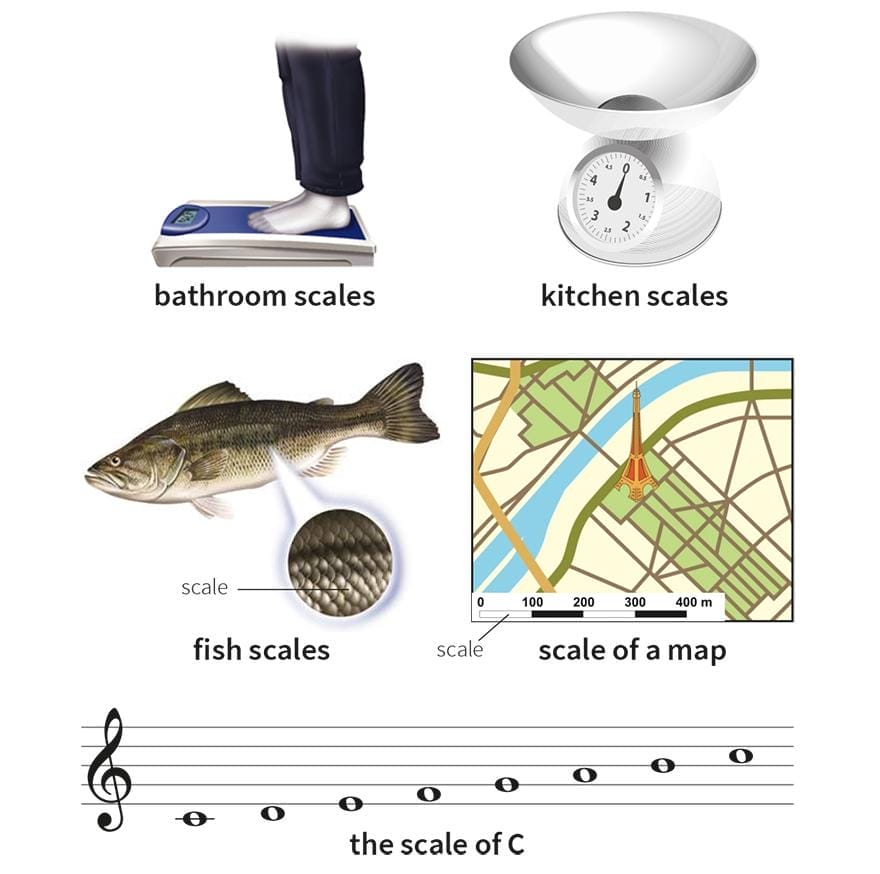 0
0.5
1
1.5
2
2.5
3
3.5
4
4.5
bathroom scales
kitchen scales
scale
fish scales
0 100 200 300 400 m
scale
scale of a map
the scale of C